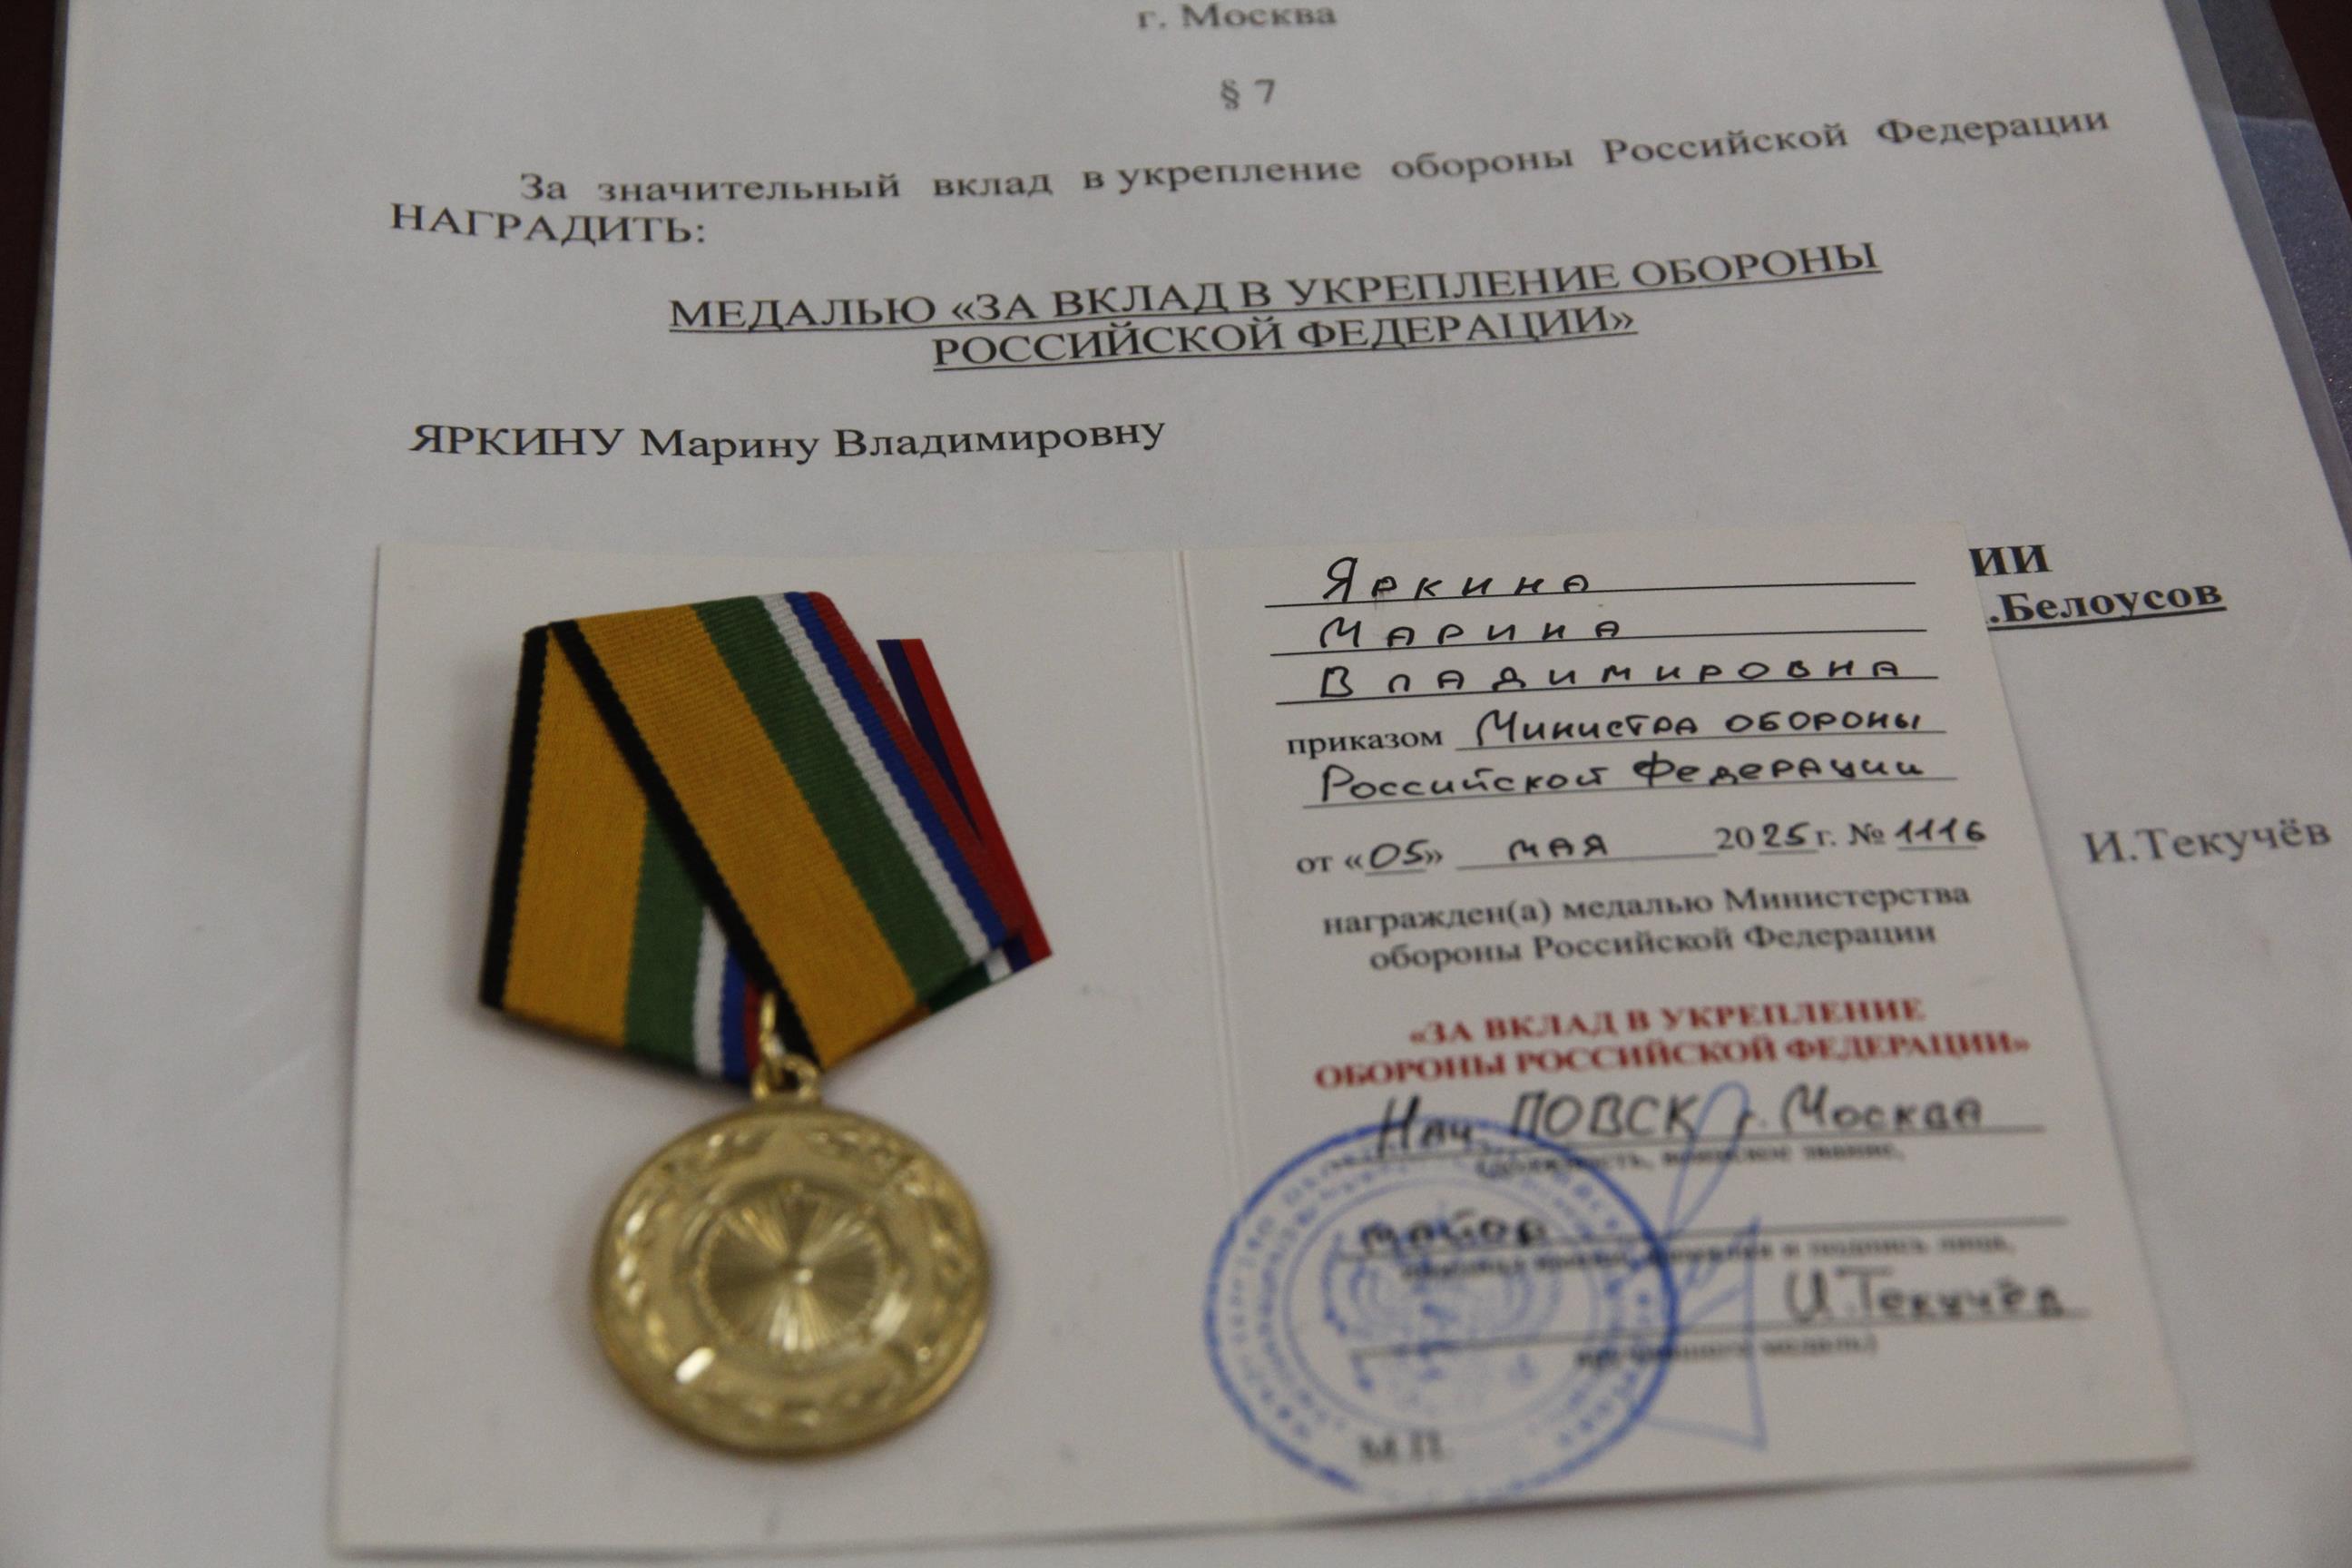 г. Москва
§ 7
За значительный вклад в укрепление обороны Российской Федерации
НАГРАДИТЬ:
МЕДАЛЬЮ «ЗА ВКЛАД В УКРЕПЛЕНИЕ ОБОРОНЫ
РОССИЙСКОЙ ФЕДЕРАЦИИ»
ЯРКИНУ Марину Владимировну
ИИ
.Белоусов
И.Текучёв
Яркина
Марина
Владимировна
приказом Министра обороны
Российской Федерации
от «05» мая 2025 г. № 1116
награжден(а) медалью Министерства
обороны Российской Федерации
«ЗА ВКЛАД В УКРЕПЛЕНИЕ
ОБОРОНЫ РОССИЙСКОЙ ФЕДЕРАЦИИ»
Нач. ПОВСК г. Москва
майор
И.Текучёв
М.П.